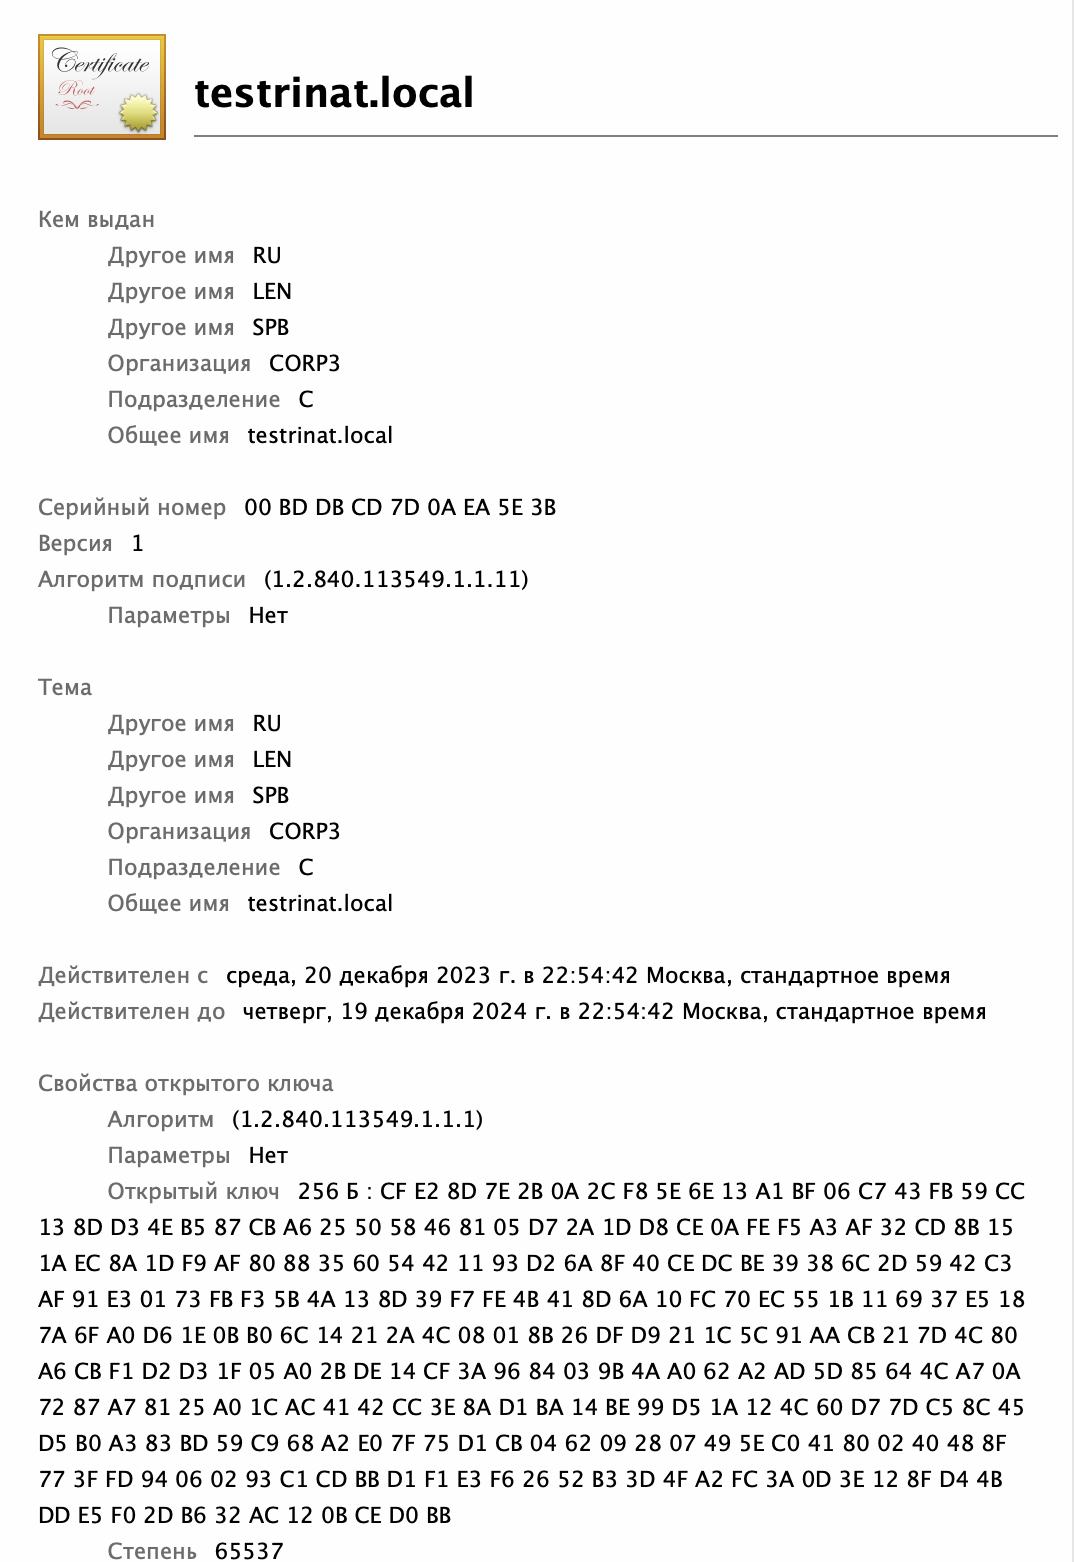 Certificate
Root
testrinat.local
Кем выдан
Другое имя RU
Другое имя LEN
Другое имя SPB
Организация CORP3
Подразделение C
Общее имя testrinat.local
Серийный номер 00 BD DB CD 7D 0A EA 5E 3B
Версия 1
Алгоритм подписи (1.2.840.113549.1.1.11)
Параметры Нет
Тема
Другое имя RU
Другое имя LEN
Другое имя SPB
Организация CORP3
Подразделение C
Общее имя testrinat.local
Действителен с среда, 20 декабря 2023 г. в 22:54:42 Москва, стандартное время
Действителен до четверг, 19 декабря 2024 г. в 22:54:42 Москва, стандартное время
Свойства открытого ключа
Алгоритм (1.2.840.113549.1.1.1)
Параметры Нет
Открытый ключ 256 Б : CF E2 8D 7E 2B 0A 2C F8 5E 6E 13 A1 BF 06 C7 43 FB 59 CC
13 8D D3 4E B5 87 CB A6 25 50 58 46 81 05 D7 2A 1D D8 CE 0A FE F5 A3 AF 32 CD 8B 15
1A EC 8A 1D F9 AF 80 88 35 60 54 42 11 93 D2 6A 8F 40 CE DC BE 39 38 6C 2D 59 42 C3
AF 91 E3 01 73 FB F3 5B 4A 13 8D 39 F7 FE 4B 41 8D 6A 10 FC 70 EC 55 1B 11 69 37 E5 18
7A 6F A0 D6 1E 0B B0 6C 14 21 2A 4C 08 01 8B 26 DF D9 21 1C 5C 91 AA CB 21 7D 4C 80
A6 CB F1 D2 D3 1F 05 A0 2B DE 14 CF 3A 96 84 03 9B 4A A0 62 A2 AD 5D 85 64 4C A7 0A
72 87 A7 81 25 A0 1C AC 41 42 CC 3E 8A D1 BA 14 BE 99 D5 1A 12 4C 60 D7 7D C5 8C 45
D5 B0 A3 83 BD 59 C9 68 A2 E0 7F 75 D1 CB 04 62 09 28 07 49 5E C0 41 80 02 40 48 8F
77 3F FD 94 06 02 93 C1 CD BB D1 F1 E3 F6 26 52 B3 3D 4F A2 FC 3A 0D 3E 12 8F D4 4B
DD E5 F0 2D B6 32 AC 12 0B CE D0 BB
Степень 65537